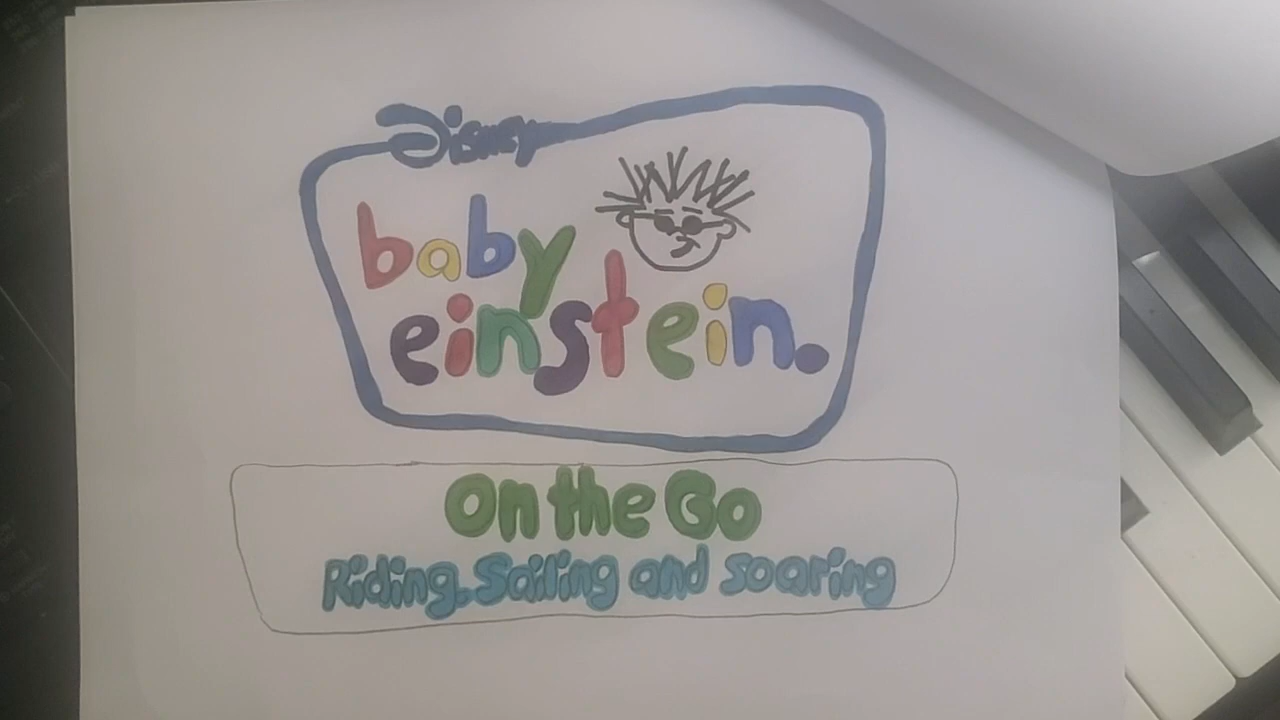 Disney
baby
einstein.
On the Go
Riding, Sailing and soaring